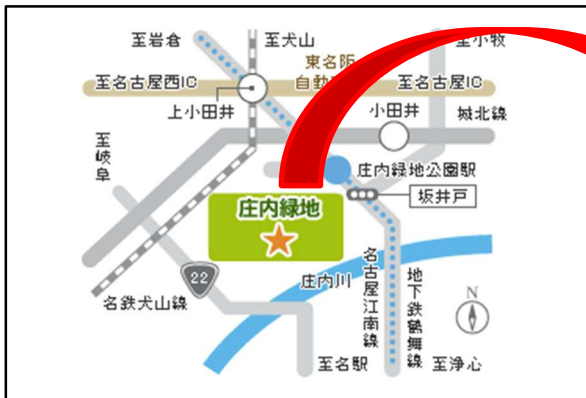 至岩倉
至犬山
至小牧
東名阪
自動
至名古屋西IC
至名古屋IC
上小田井
小田井
城北線
至岐阜
庄内緑地公園駅
坂井戸
庄内緑地
22
庄内川
名鉄犬山線
名古屋江南線
地下鉄鶴舞線
N
至名駅
至浄心